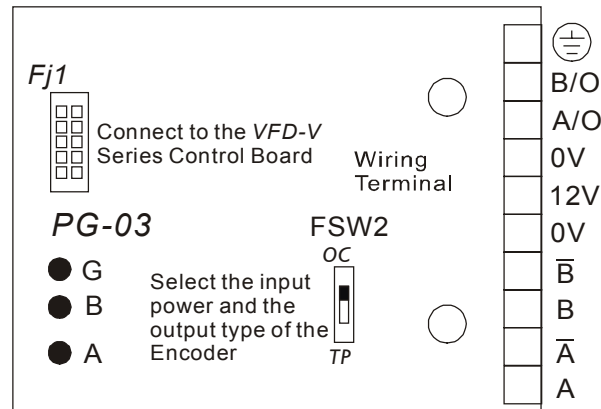 Fj1
Connect to the VFD-V
Series Control Board
Wiring
Terminal
PG-03
FSW2
OC
G
B
A
Select the input
power and the
output type of the
Encoder
TP
B/O
A/O
0V
12V
0V
B̅
B
A̅
A